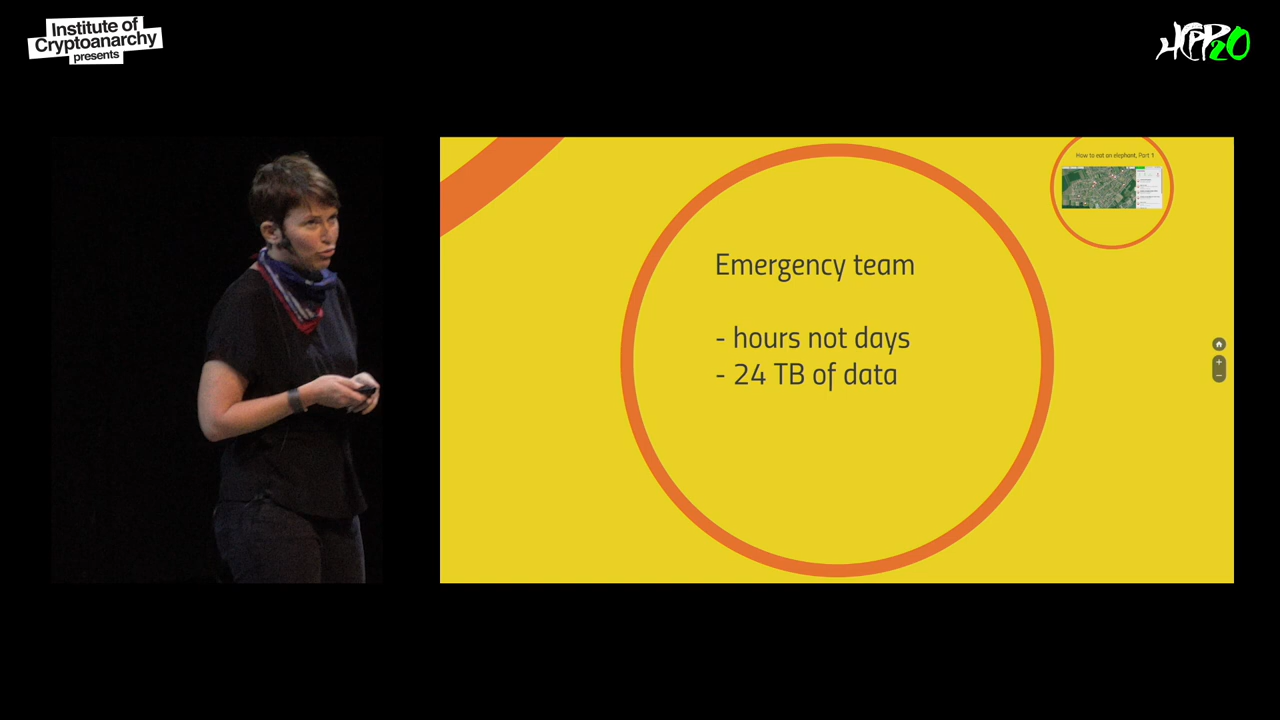 Institute of
Cryptoanarchy
presents
HCPP20
How to eat an elephant, Part 1
Emergency team
- hours not days
- 24 TB of data